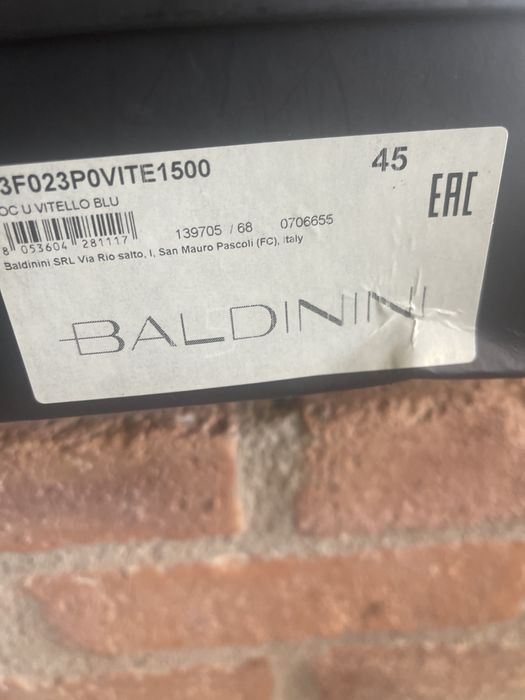 3F023P0VITE1500 45
OC U VITELLO BLU EAC
8 053604 281117 139705 / 68 0706655
Baldinini SRL Via Rio salto, I, San Mauro Pascoli (FC), Italy
BALDININI